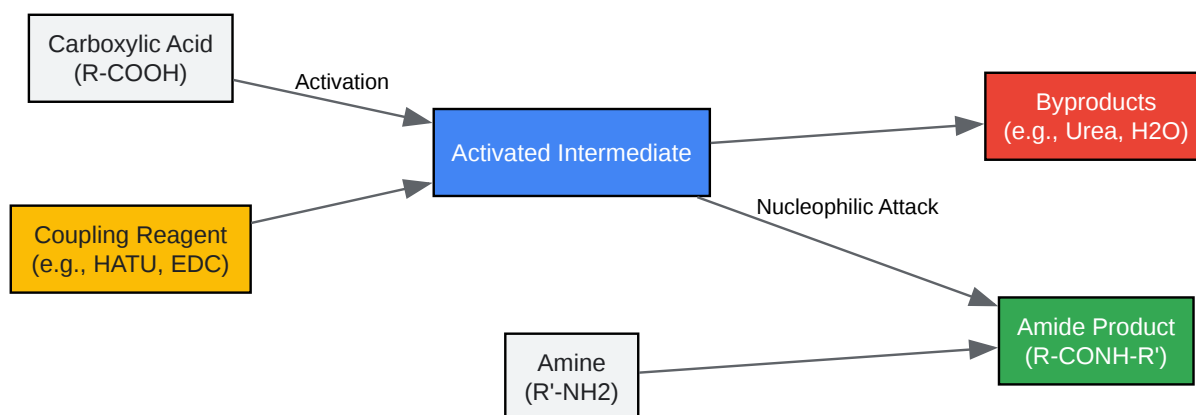 Carboxylic Acid
(R-COOH)
Activation
Coupling Reagent
(e.g., HATU, EDC)
Activated Intermediate
Byproducts
(e.g., Urea, H2O)
Nucleophilic Attack
Amine
(R'-NH2)
Amide Product
(R-CONH-R')